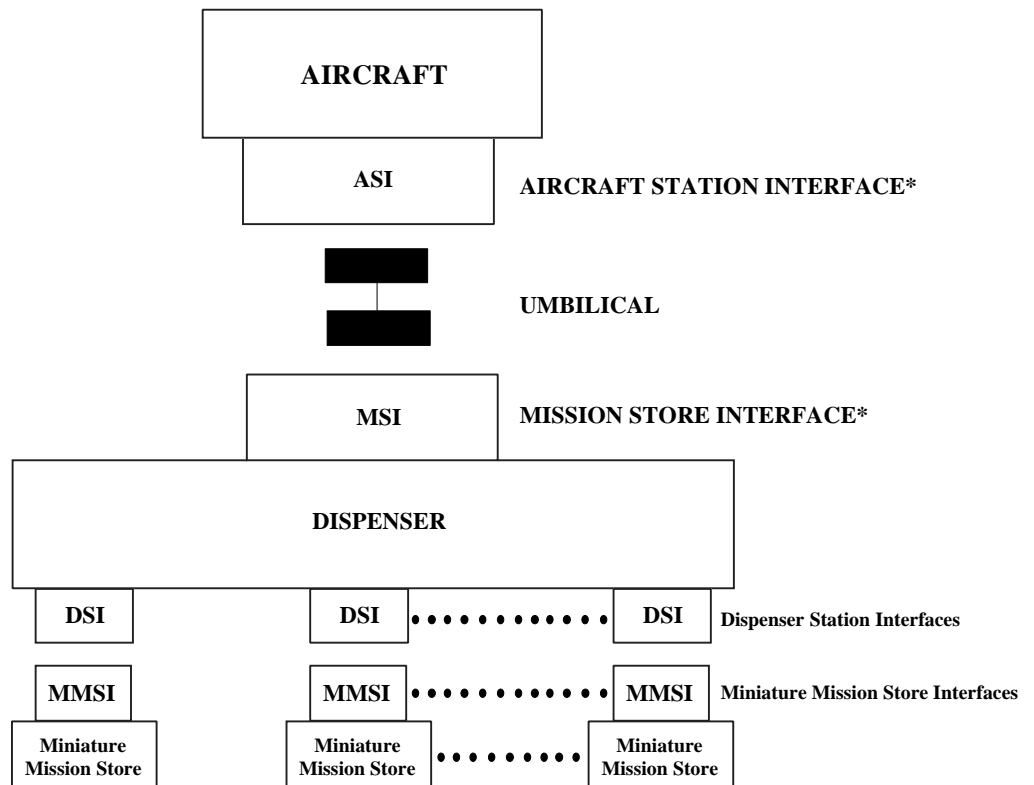 AIRCRAFT
ASI
AIRCRAFT STATION INTERFACE*
UMBILICAL
MSI
MISSION STORE INTERFACE*
DISPENSER
DSI
DSI
DSI
Dispenser Station Interfaces
MMSI
MMSI
MMSI
Miniature Mission Store Interfaces
Miniature
Mission Store
Miniature
Mission Store
Miniature
Mission Store